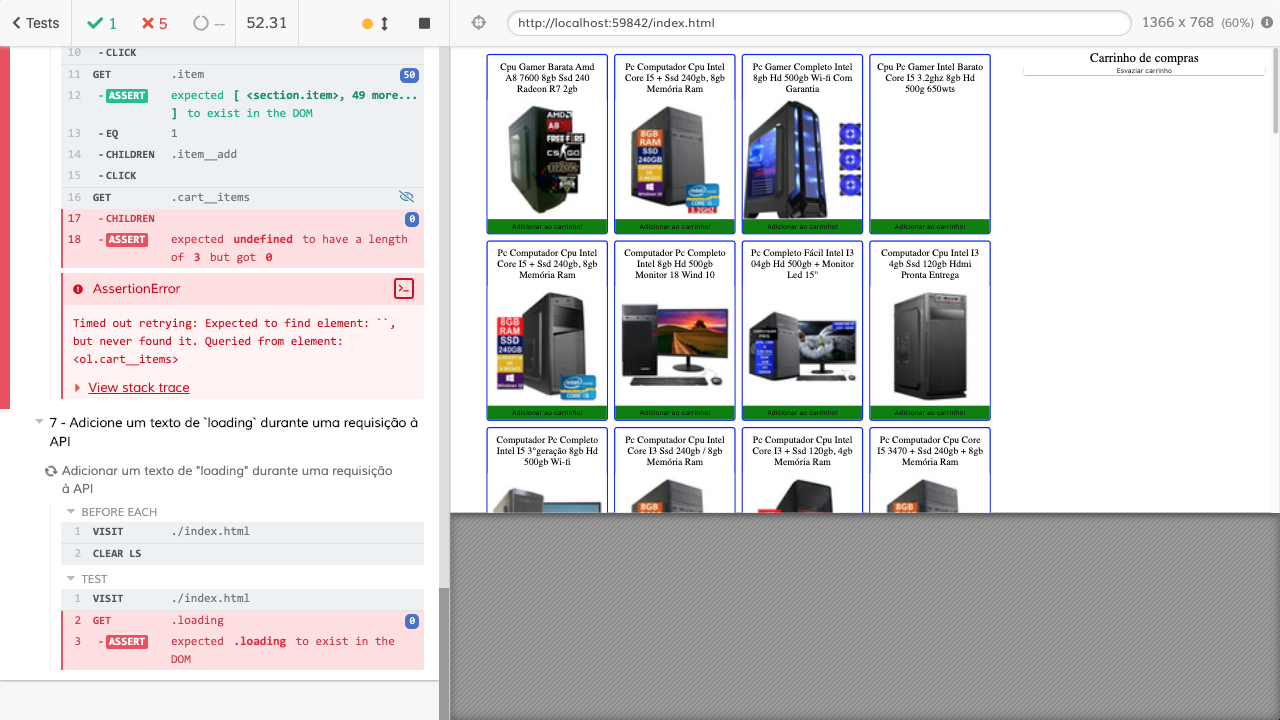 Tests
1
5
--
52.31
http://localhost:59842/index.html
1366 x 768 (60%)
10 -CLICK
11 GET .item 50
12 -ASSERT expected [ <section.item>, 49 more...
] to exist in the DOM
13 -EQ 1
14 -CHILDREN .item__add
15 -CLICK
16 GET .cart__items
17 -CHILDREN 0
18 -ASSERT expected undefined to have a length
of 3 but got 0
AssertionError
Timed out retrying: Expected to find element: ``,
but never found it. Queried from element:
<ol.cart__items>
View stack trace
7 - Adicione um texto de `loading` durante uma requisição à
API
Adicionar um texto de "loading" durante uma requisição
à API
BEFORE EACH
1 VISIT ./index.html
2 CLEAR LS
TEST
1 VISIT ./index.html
2 GET .loading 0
3 -ASSERT expected .loading to exist in the
DOM
Cpu Gamer Barata Amd
A8 7600 8gb Ssd 240
Radeon R7 2gb
Adicionar ao carrinho!
Pc Computador Cpu Intel
Core I5 + Ssd 240gb, 8gb
Memória Ram
8GB
RAM
SSD
240GB
Adicionar ao carrinho!
Pc Gamer Completo Intel
8gb Hd 500gb Wi-fi Com
Garantia
Adicionar ao carrinho!
Cpu Pc Gamer Intel Barato
Core I5 3.2ghz 8gb Hd
500g 650wts
Adicionar ao carrinho!
Carrinho de compras
Esvaziar carrinho
Pc Computador Cpu Intel
Core I5 + Ssd 240gb, 8gb
Memória Ram
8GB
RAM
SSD
240GB
Adicionar ao carrinho!
Computador Pc Completo
Intel 8gb Hd 500gb
Monitor 18 Wind 10
Adicionar ao carrinho!
Pc Completo Fácil Intel I3
04gb Hd 500gb + Monitor
Led 15"
Adicionar ao carrinho!
Computador Cpu Intel I3
4gb Ssd 120gb Hdmi
Pronta Entrega
Adicionar ao carrinho!
Computador Pc Completo
Intel I5 3ªgeração 8gb Hd
500gb Wi-fi
Pc Computador Cpu Intel
Core I3 Ssd 240gb / 8gb
Memória Ram
8GB
Pc Computador Cpu Intel
Core I3 + Ssd 120gb, 4gb
Memória Ram
Pc Computador Cpu Core
I5 3470 + Ssd 240gb + 8gb
Memória Ram
8GB